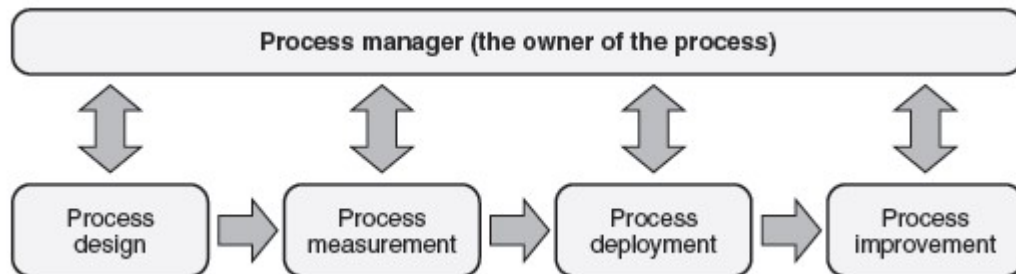 Process manager (the owner of the process)
Process
design
Process
measurement
Process
deployment
Process
improvement